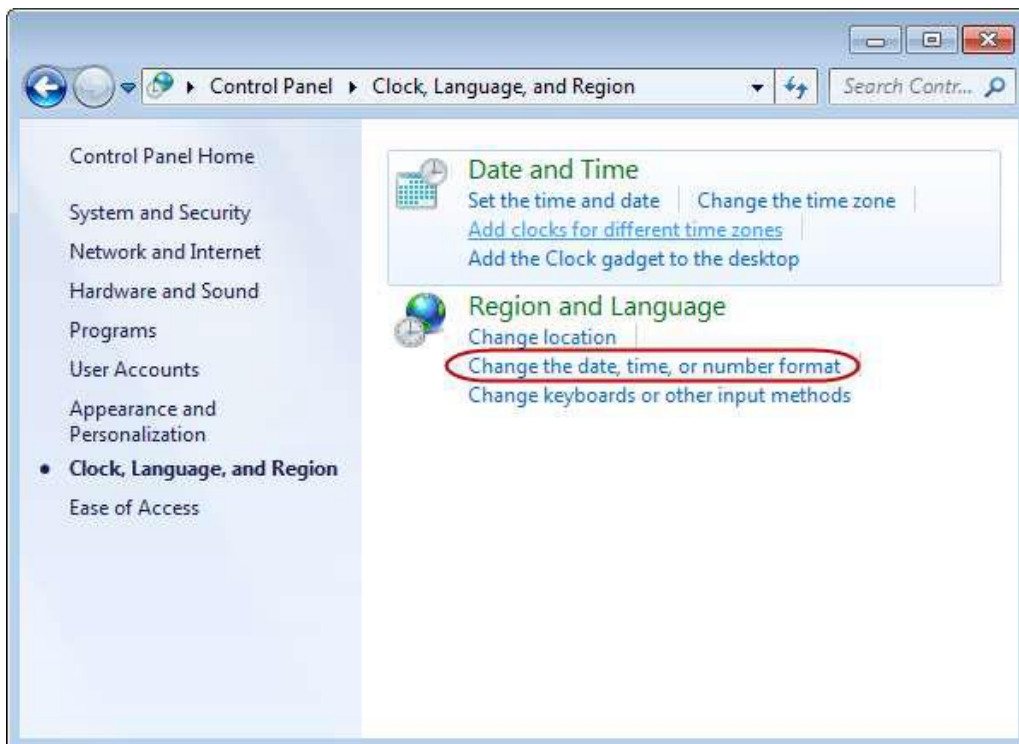 Control Panel Clock, Language, and Region
Search Contr...
Control Panel Home
System and Security
Network and Internet
Hardware and Sound
Programs
User Accounts
Appearance and
Personalization
Clock, Language, and Region
Ease of Access
Date and Time
Set the time and date Change the time zone
Add clocks for different time zones
Add the Clock gadget to the desktop
Region and Language
Change location
Change the date, time, or number format
Change keyboards or other input methods